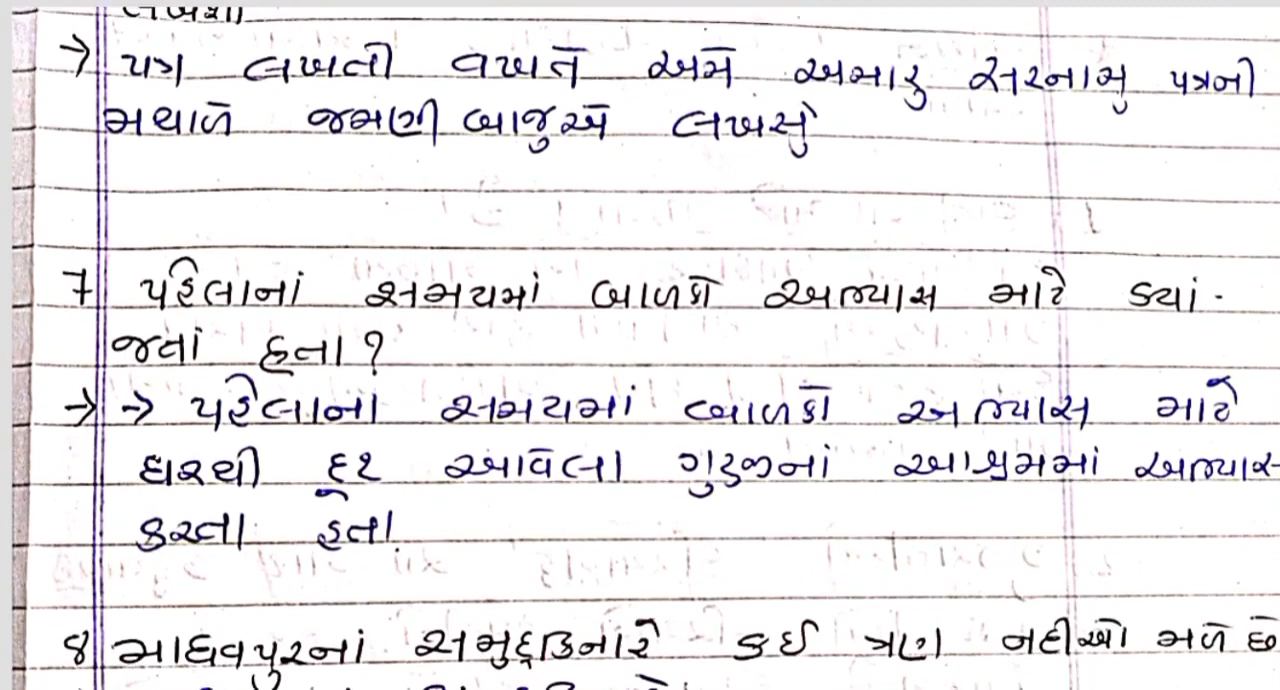 લખશો
→ પત્ર લખતી વખતે અમે અમારુ સરનામુ પત્રની
મથાળે જમણી બાજુએ લખસું
7 પહેલાનાં સમયમાં બાળકો અભ્યાસ માટે કયાં
જતાં હતા?
→ → પહેલાના સમયમાં બાળકો અભ્યાસ માટે
ઘરથી દૂર આવેલા ગુરુજીનાં આશ્રમમાં અભ્યાસ
કરતા હતા.
8 માધવપુરનાં સમુદ્રકિનારે કઈ ત્રણ નદીઓ મળે છે